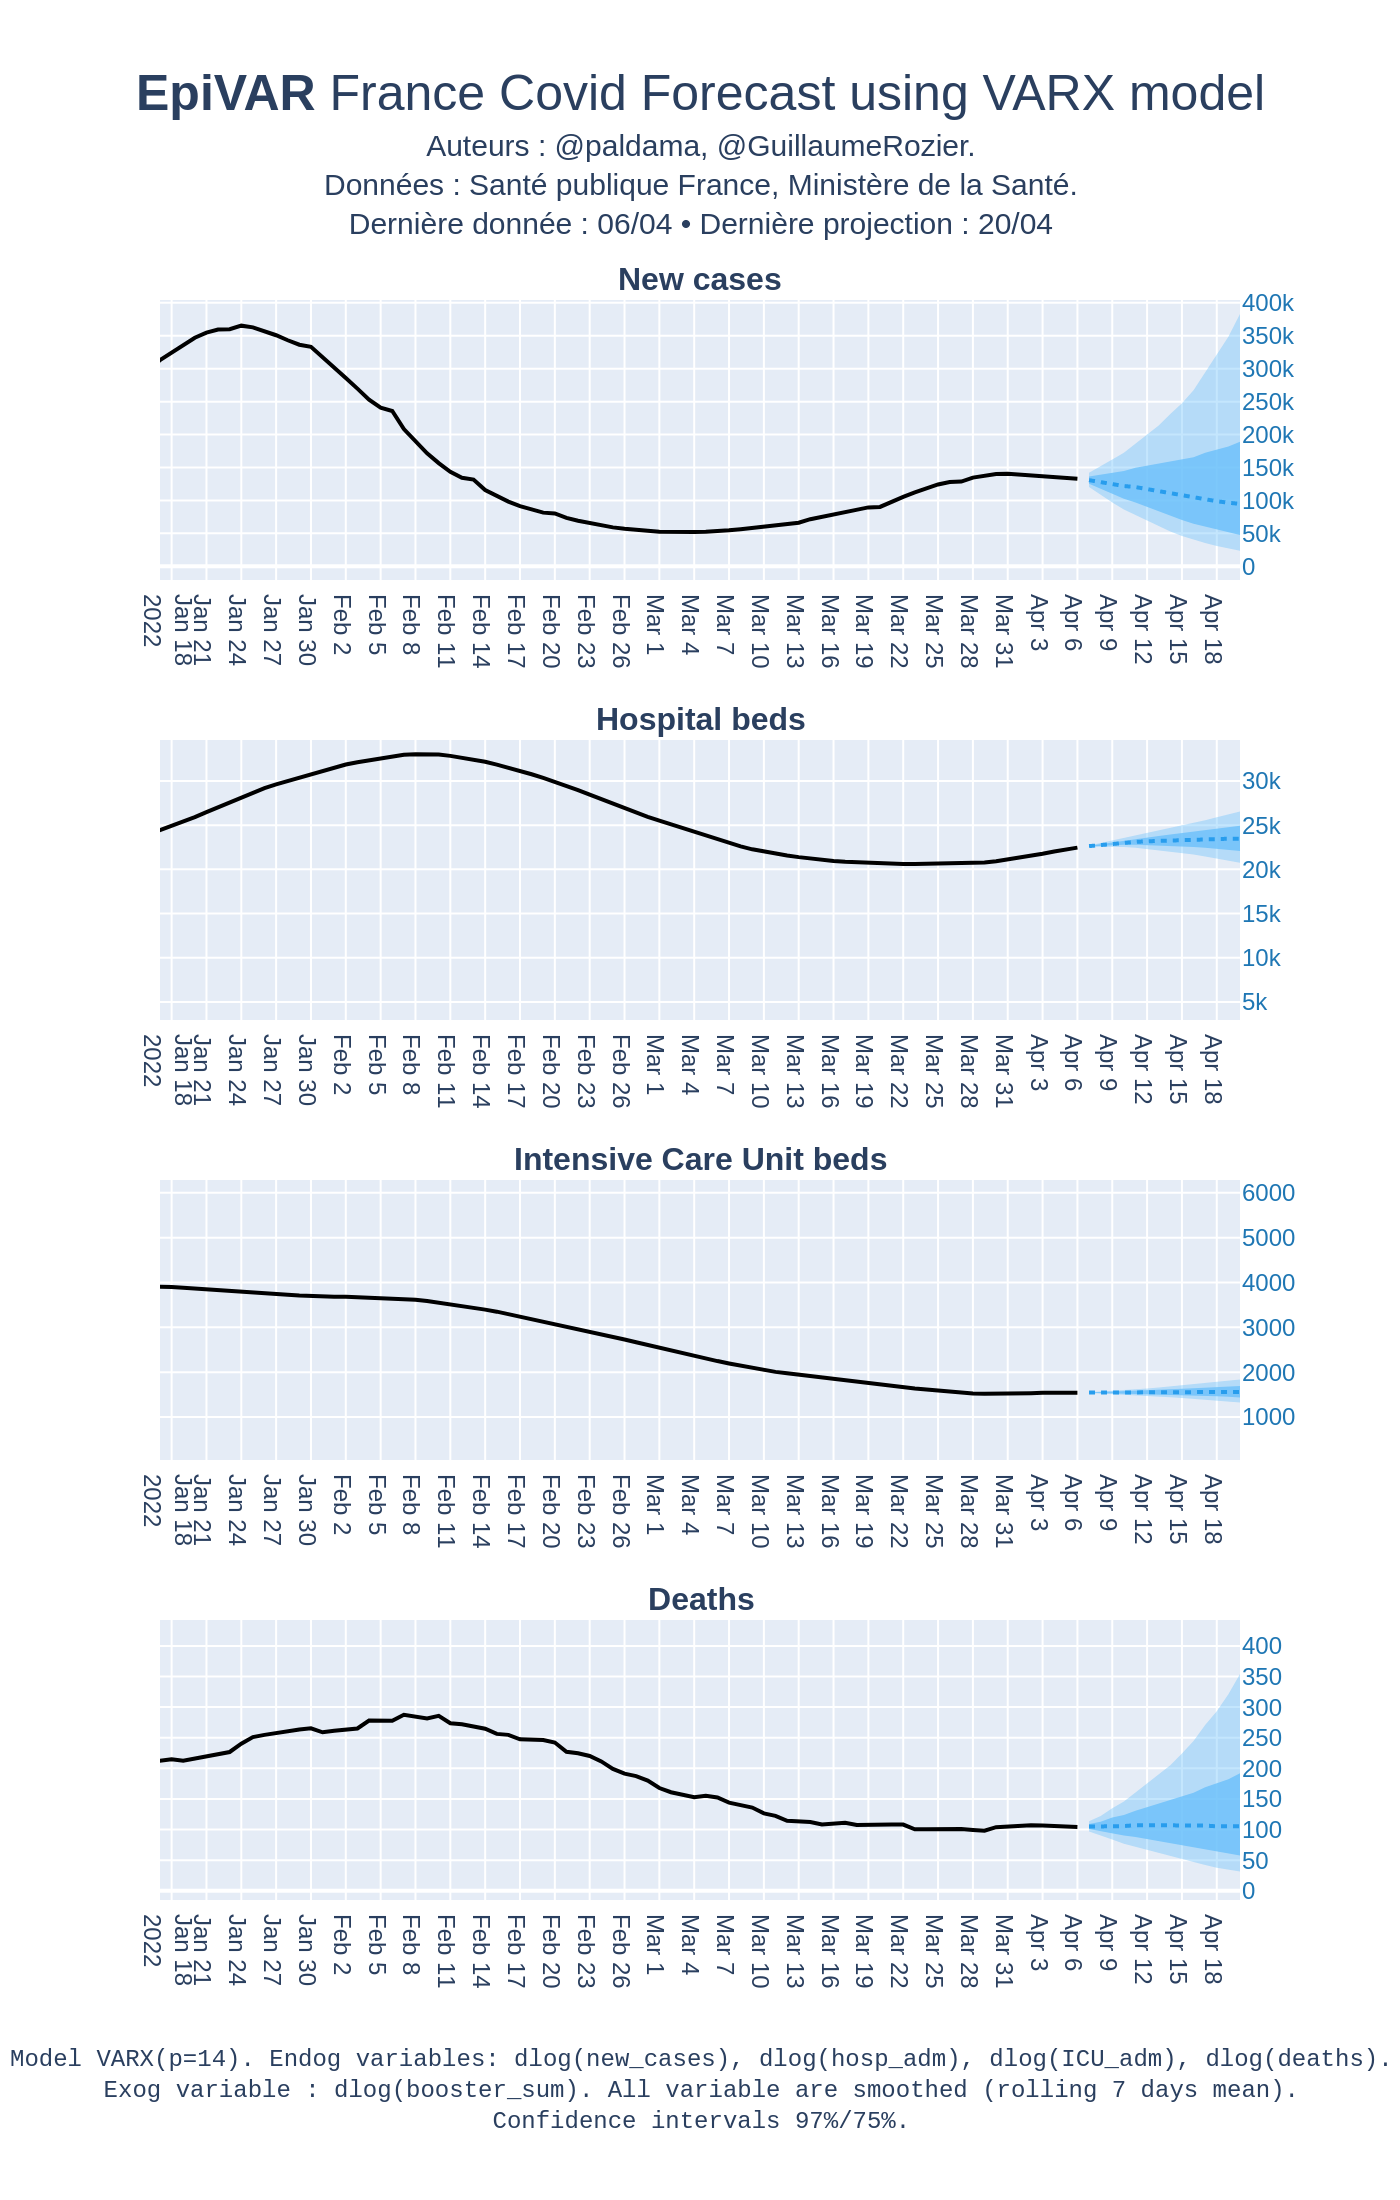 EpiVAR France Covid Forecast using VARX model
Auteurs : @paldama, @GuillaumeRozier.
Données : Santé publique France, Ministère de la Santé.
Dernière donnée : 06/04 • Dernière projection : 20/04
New cases
400k
350k
300k
250k
200k
150k
100k
50k
0
2022
Jan 18
Jan 21
Jan 24
Jan 27
Jan 30
Feb 2
Feb 5
Feb 8
Feb 11
Feb 14
Feb 17
Feb 20
Feb 23
Feb 26
Mar 1
Mar 4
Mar 7
Mar 10
Mar 13
Mar 16
Mar 19
Mar 22
Mar 25
Mar 28
Mar 31
Apr 3
Apr 6
Apr 9
Apr 12
Apr 15
Apr 18
Hospital beds
30k
25k
20k
15k
10k
5k
2022
Jan 18
Jan 21
Jan 24
Jan 27
Jan 30
Feb 2
Feb 5
Feb 8
Feb 11
Feb 14
Feb 17
Feb 20
Feb 23
Feb 26
Mar 1
Mar 4
Mar 7
Mar 10
Mar 13
Mar 16
Mar 19
Mar 22
Mar 25
Mar 28
Mar 31
Apr 3
Apr 6
Apr 9
Apr 12
Apr 15
Apr 18
Intensive Care Unit beds
6000
5000
4000
3000
2000
1000
2022
Jan 18
Jan 21
Jan 24
Jan 27
Jan 30
Feb 2
Feb 5
Feb 8
Feb 11
Feb 14
Feb 17
Feb 20
Feb 23
Feb 26
Mar 1
Mar 4
Mar 7
Mar 10
Mar 13
Mar 16
Mar 19
Mar 22
Mar 25
Mar 28
Mar 31
Apr 3
Apr 6
Apr 9
Apr 12
Apr 15
Apr 18
Deaths
400
350
300
250
200
150
100
50
0
2022
Jan 18
Jan 21
Jan 24
Jan 27
Jan 30
Feb 2
Feb 5
Feb 8
Feb 11
Feb 14
Feb 17
Feb 20
Feb 23
Feb 26
Mar 1
Mar 4
Mar 7
Mar 10
Mar 13
Mar 16
Mar 19
Mar 22
Mar 25
Mar 28
Mar 31
Apr 3
Apr 6
Apr 9
Apr 12
Apr 15
Apr 18
Model VARX(p=14). Endog variables: dlog(new_cases), dlog(hosp_adm), dlog(ICU_adm), dlog(deaths).
Exog variable : dlog(booster_sum). All variable are smoothed (rolling 7 days mean).
Confidence intervals 97%/75%.